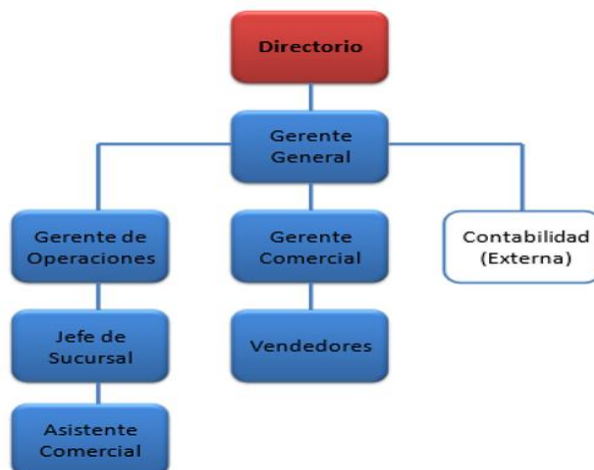 Directorio
Gerente
General
Gerente de
Operaciones
Gerente
Comercial
Contabilidad
(Externa)
Jefe de
Sucursal
Vendedores
Asistente
Comercial